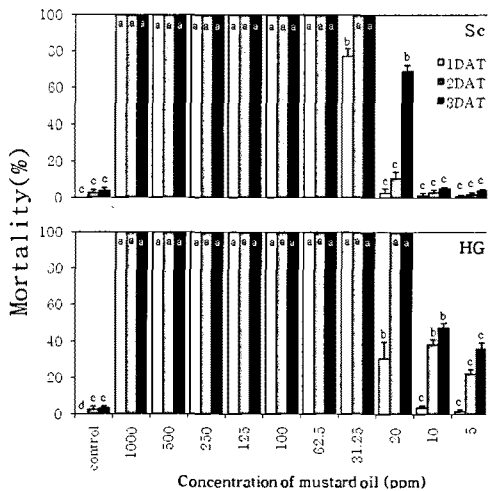 Mortality(%)
100
80
60
40
20
0
Sc
1DAT
2DAT
3DAT
c c c a a a a a a a a a a a a a a a a a a b a a c c b c c c c c c
100
80
60
40
20
0
HG
d c c a a a a a a a a a a a a a a a a a a a a a b a a c b b c c c
control 1000 500 250 125 100 62.5 31.25 20 10 5
Concentration of mustard oil (ppm)